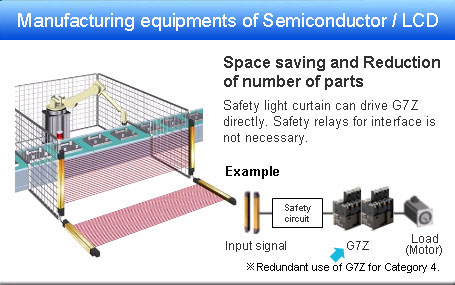 Manufacturing equipments of Semiconductor / LCD
Space saving and Reduction
of number of parts
Safety light curtain can drive G7Z
directly. Safety relays for interface is
not necessary.
Example
Safety
circuit
Input signal
G7Z
Load
(Motor)
※Redundant use of G7Z for Category 4.